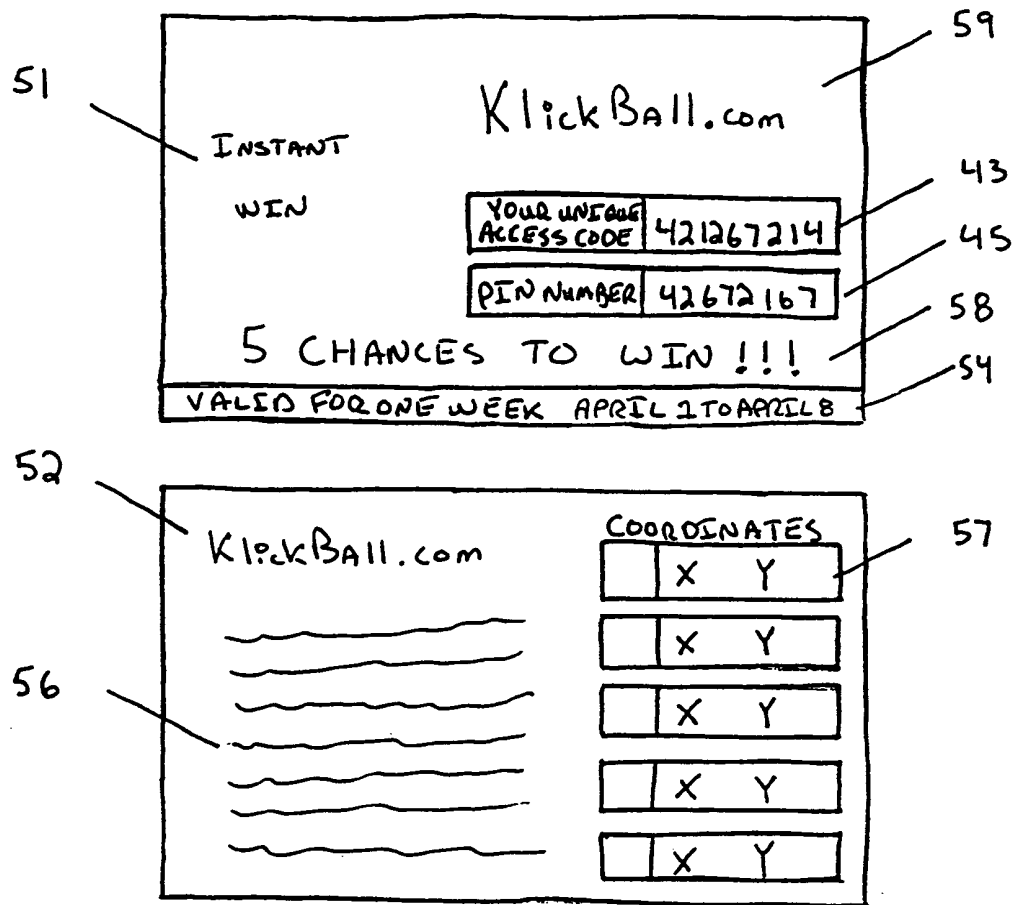 59
51
KlickBall.com
INSTANT
WIN
43
YOUR UNIQUE
ACCESS CODE
421267214
45
PIN NUMBER
42672167
58
5 CHANCES TO WIN!!!
54
VALID FOR ONE WEEK APRIL 1 TO APRIL 8
52
COORDINATES
57
KlickBall.com
X Y
X Y
56
X Y
X Y
X Y